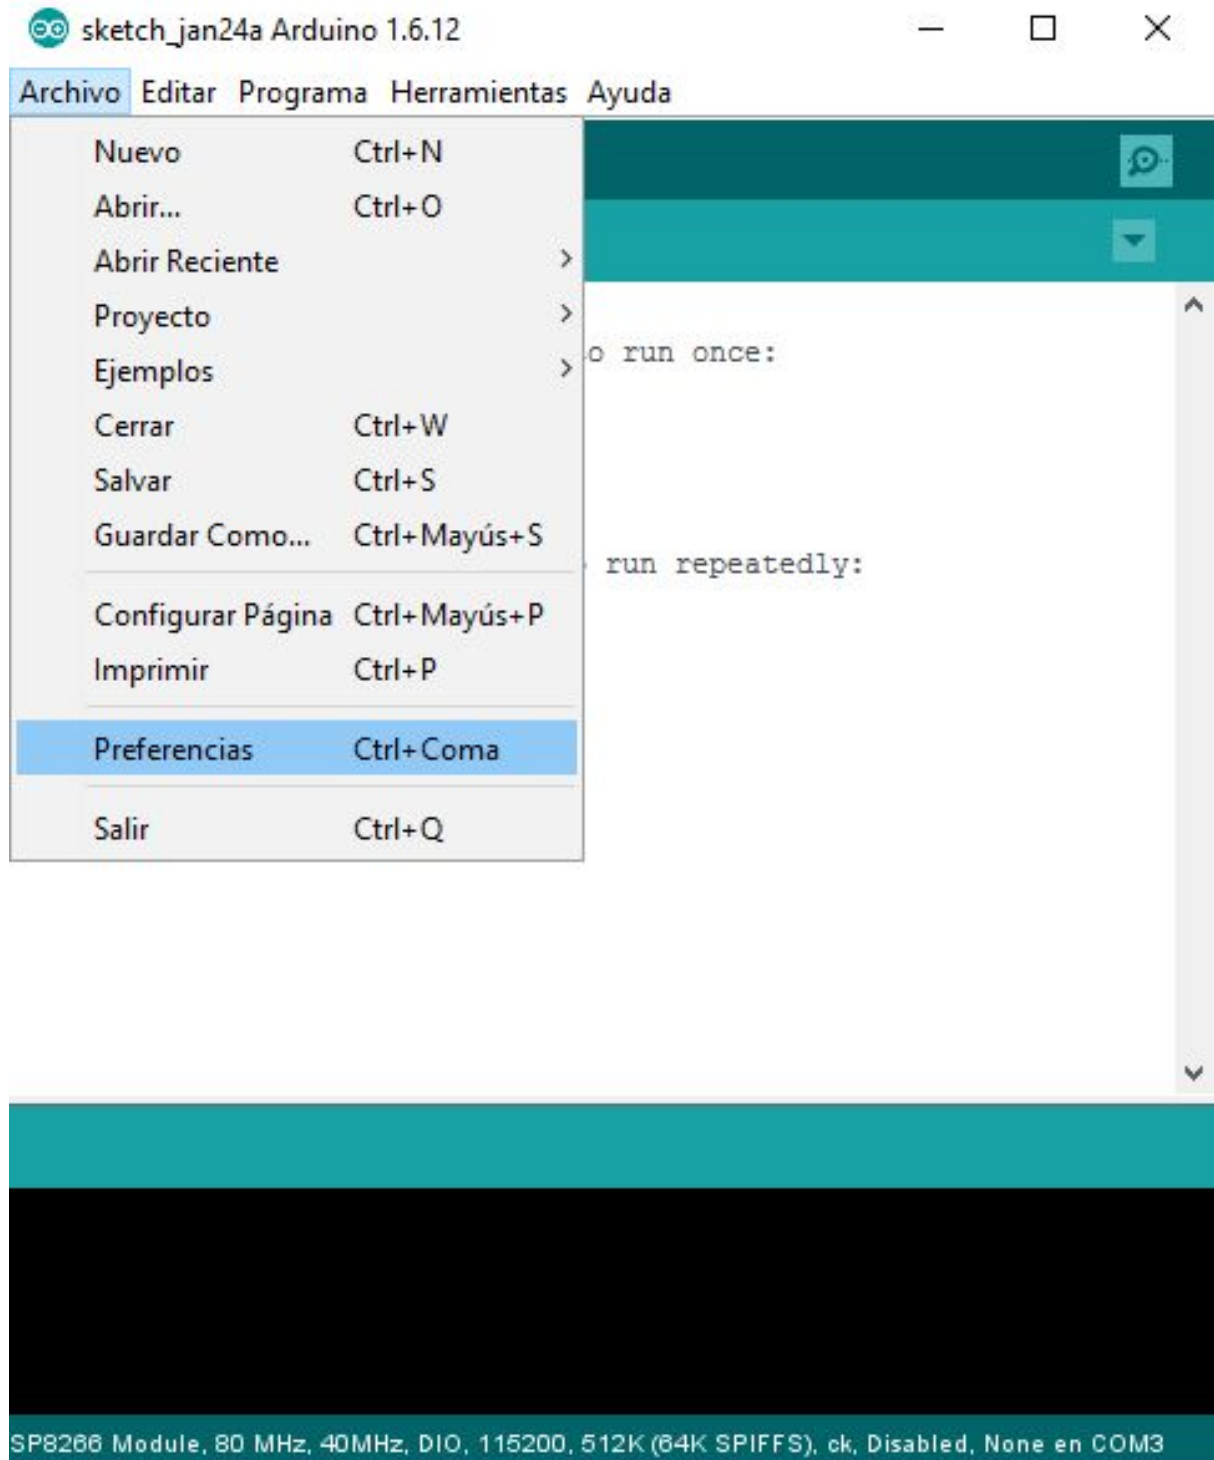 sketch_jan24a Arduino 1.6.12
Archivo Editar Programa Herramientas Ayuda
Nuevo Ctrl+N
Abrir... Ctrl+O
Abrir Reciente
Proyecto
Ejemplos
Cerrar Ctrl+W
Salvar Ctrl+S
Guardar Como... Ctrl+Mayús+S
Configurar Página Ctrl+Mayús+P
Imprimir Ctrl+P
Preferencias Ctrl+Coma
Salir Ctrl+Q
o run once:
run repeatedly:
SP8266 Module, 80 MHz, 40MHz, DIO, 115200, 512K (64K SPIFFS), ck, Disabled, None en COM3